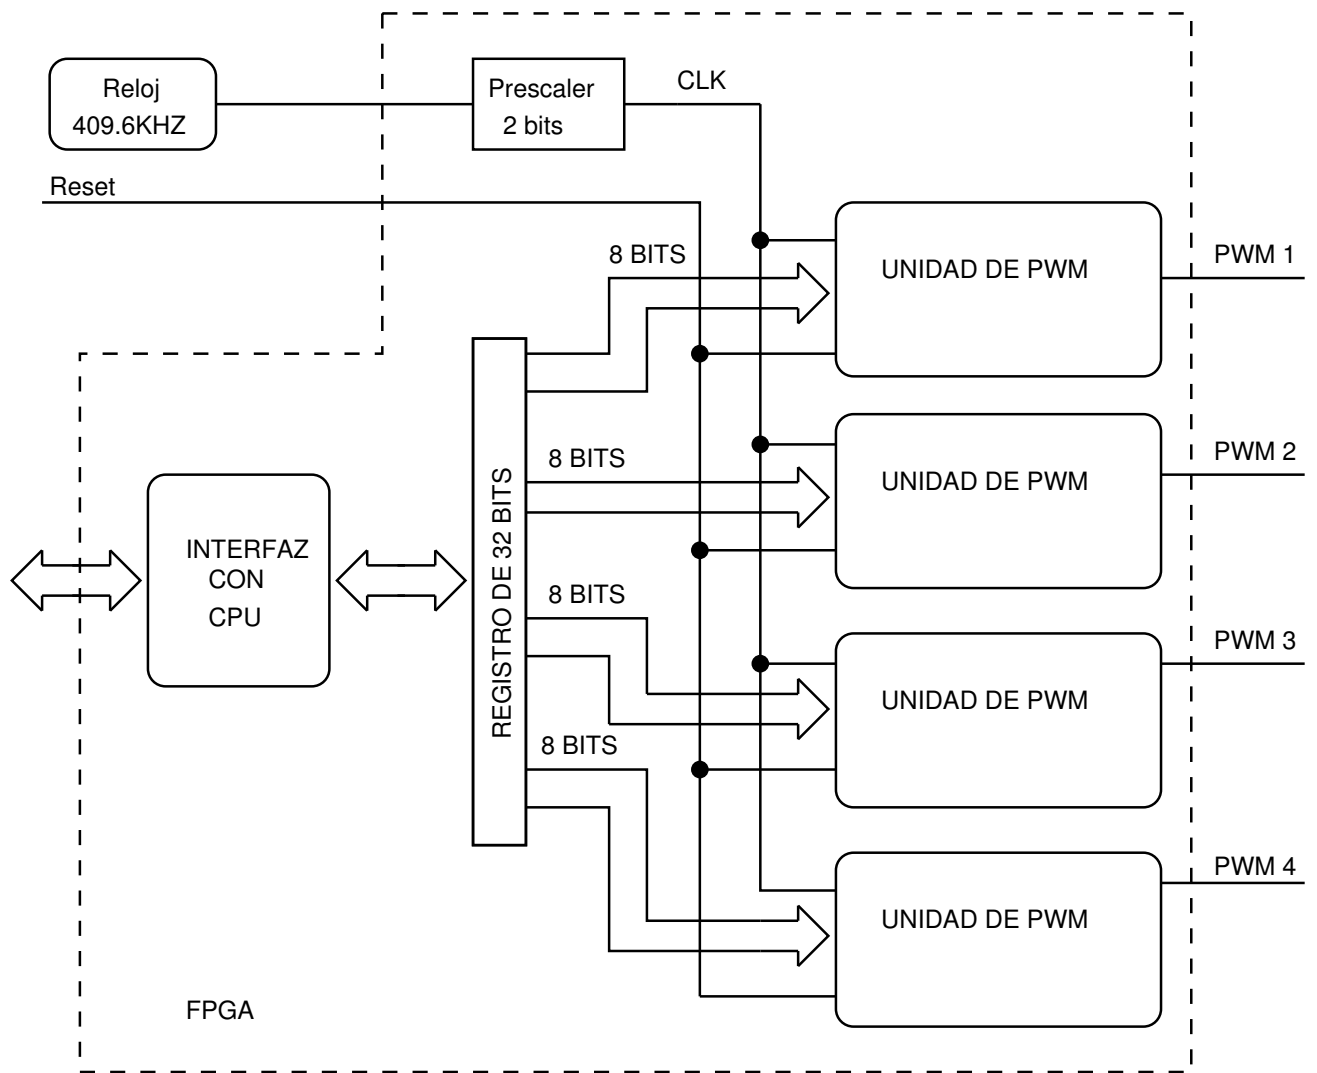 Reloj
409.6KHZ
Prescaler
2 bits
CLK
Reset
8 BITS
UNIDAD DE PWM
PWM 1
8 BITS
UNIDAD DE PWM
PWM 2
INTERFAZ
CON
CPU
REGISTRO DE 32 BITS
8 BITS
UNIDAD DE PWM
PWM 3
8 BITS
UNIDAD DE PWM
PWM 4
FPGA